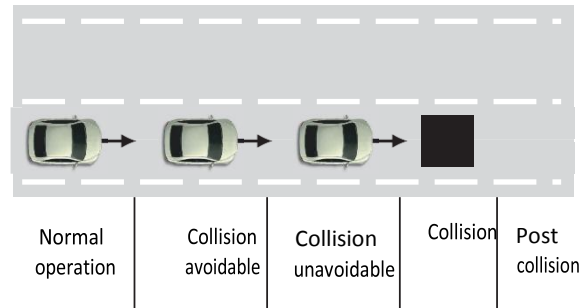 Normal
operation
Collision
avoidable
Collision
unavoidable
Collision
Post
collision